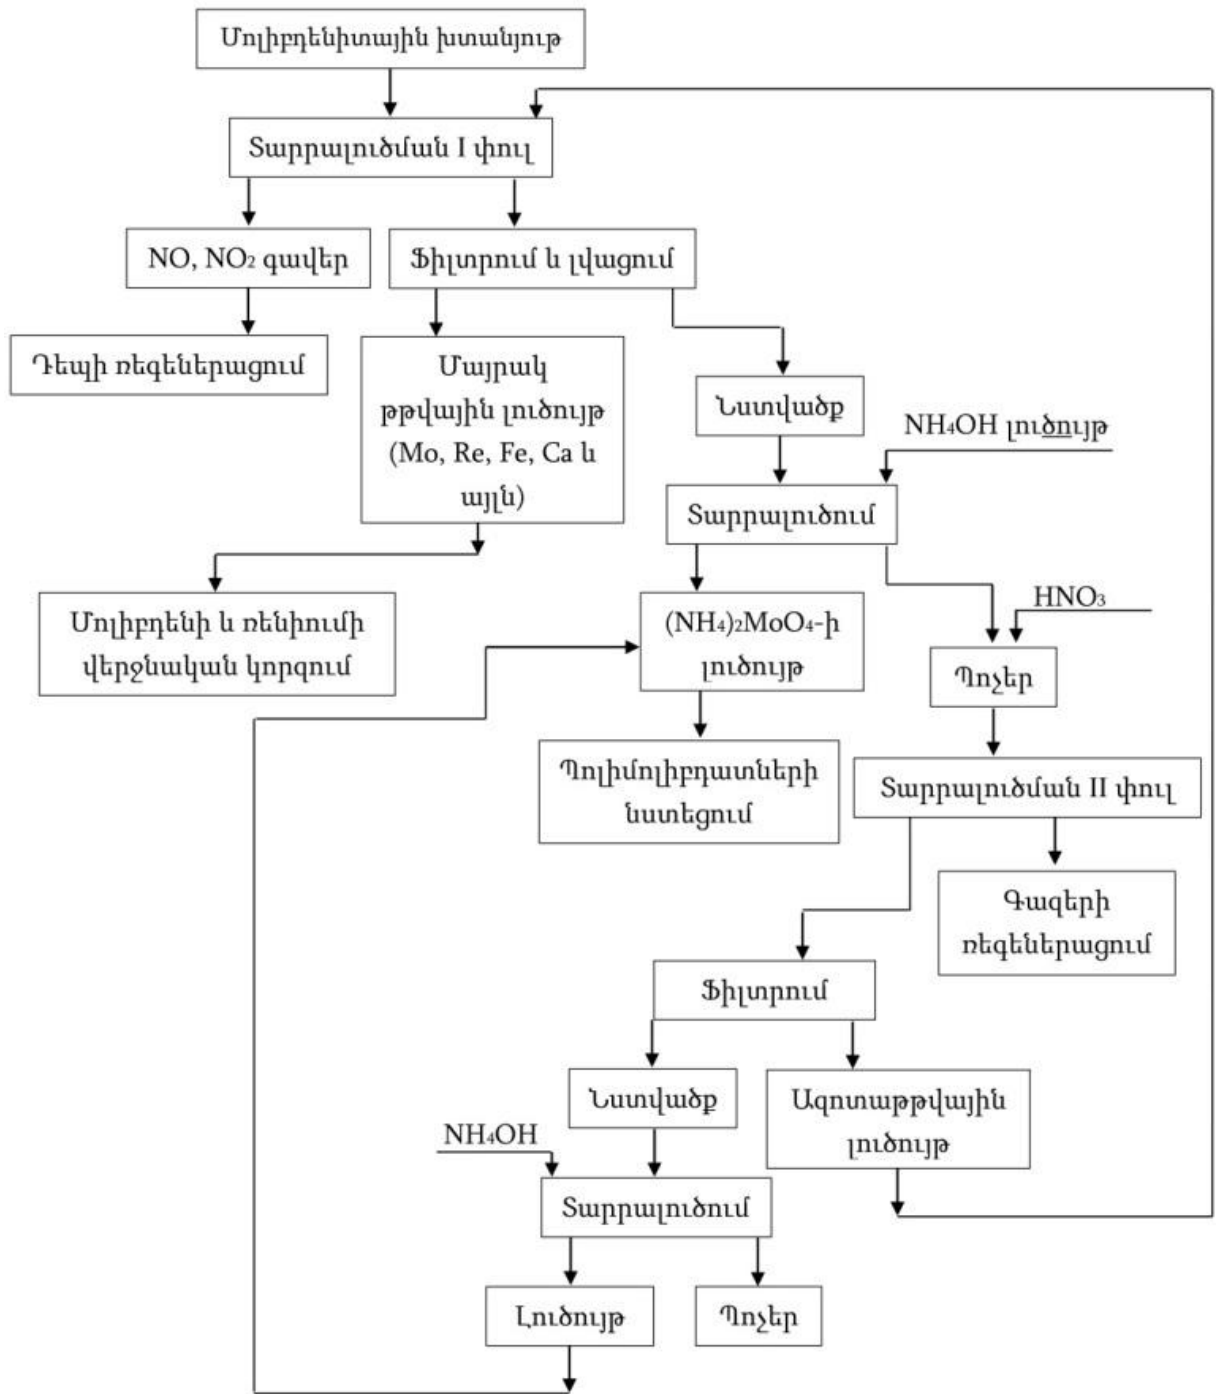 Մոլիբդենիտային խտանյութ
Տարրալուծման I փուլ
NO, NO₂ գավեր
Ֆիլտրում և լվացում
Դեպի ռեգեներացում
Մայրակ
թթվային լուծույթ
(Mo, Re, Fe, Ca և
այլն)
Նստվածք
NH₄OH լուծույթ
Տարրալուծում
Մոլիբդենի և ռենիումի
վերջնական կորզում
(NH₄)₂MoO₄-ի
լուծույթ
HNO₃
Պոչեր
Պոլիմոլիբդատների
նստեցում
Տարրալուծման II փուլ
Գազերի
ռեգեներացում
Ֆիլտրում
Նստվածք
Ազոտաթթվային
լուծույթ
NH₄OH
Տարրալուծում
Լուծույթ
Պոչեր